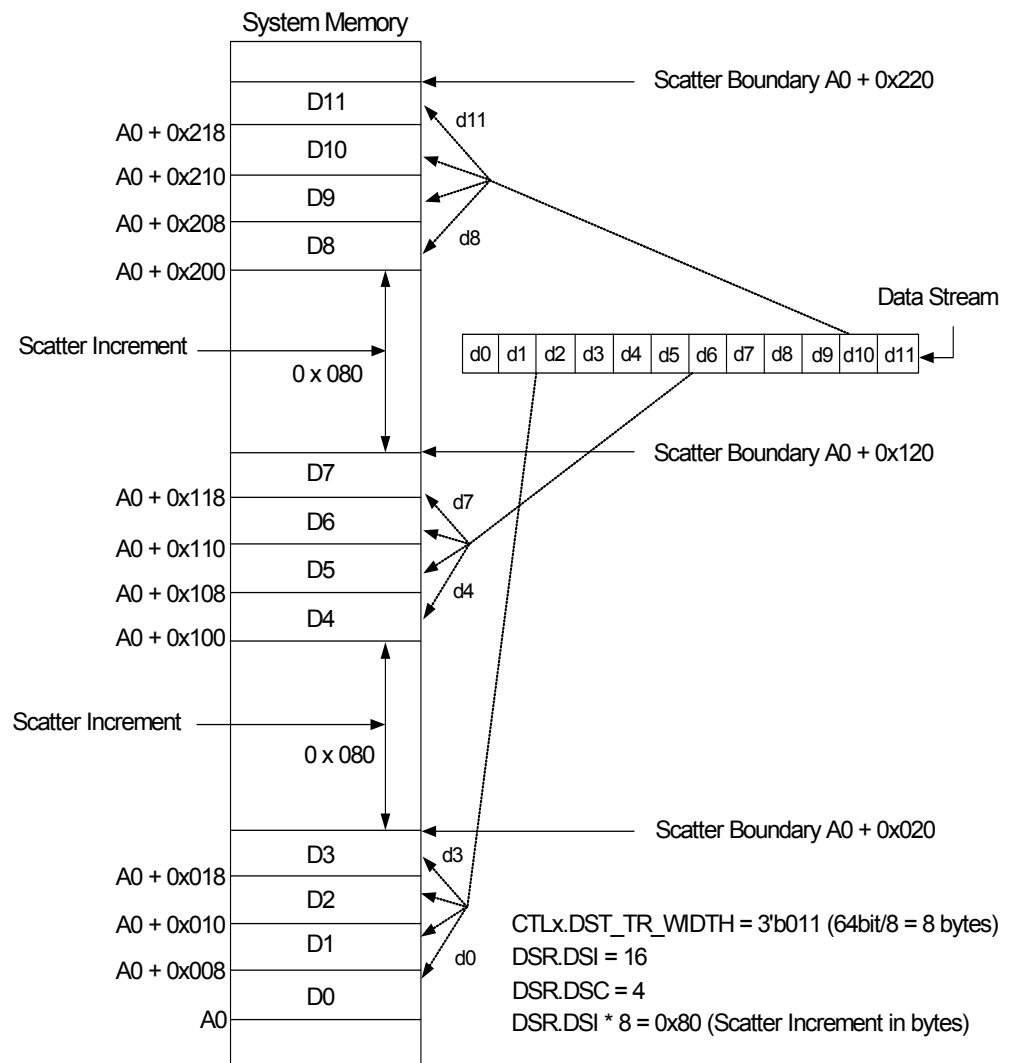 System Memory
Scatter Boundary A0 + 0x220
D11
d11
A0 + 0x218
D10
A0 + 0x210
D9
A0 + 0x208
D8
d8
A0 + 0x200
Data Stream
Scatter Increment
0 x 080
d0 d1 d2 d3 d4 d5 d6 d7 d8 d9 d10 d11
Scatter Boundary A0 + 0x120
D7
A0 + 0x118
d7
D6
A0 + 0x110
D5
A0 + 0x108
d4
D4
A0 + 0x100
Scatter Increment
0 x 080
Scatter Boundary A0 + 0x020
D3
d3
A0 + 0x018
D2
A0 + 0x010
D1
d0
A0 + 0x008
D0
A0
CTLx.DST_TR_WIDTH = 3'b011 (64bit/8 = 8 bytes)
DSR.DSI = 16
DSR.DSC = 4
DSR.DSI * 8 = 0x80 (Scatter Increment in bytes)